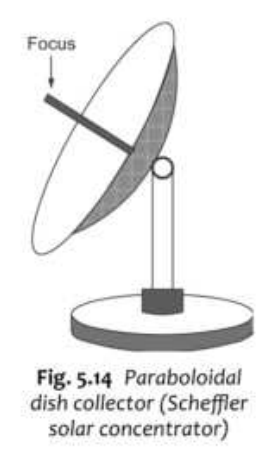 Focus
Fig. 5.14 Paraboloidal
dish collector (Scheffler
solar concentrator)